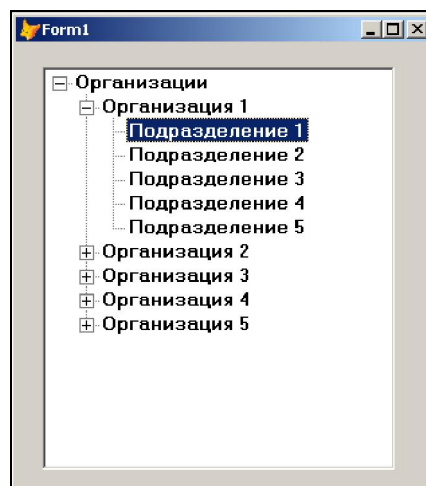 Form1
Организации
Организация 1
Подразделение 1
Подразделение 2
Подразделение 3
Подразделение 4
Подразделение 5
Организация 2
Организация 3
Организация 4
Организация 5